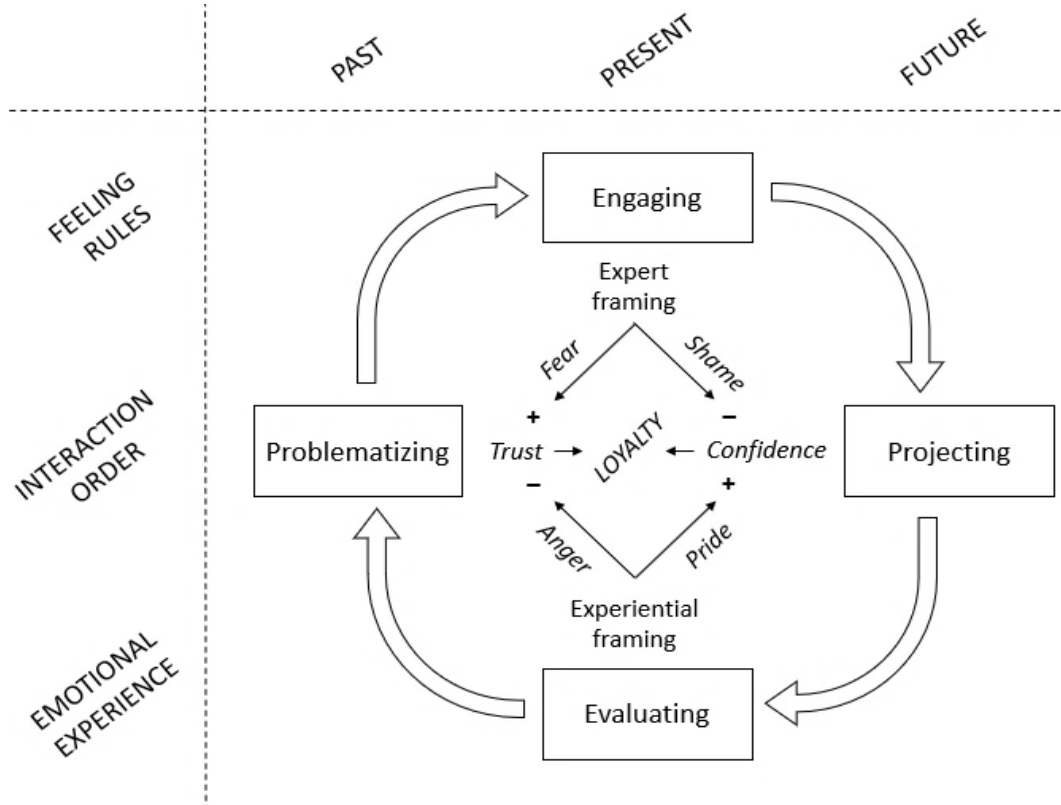 PAST
PRESENT
FUTURE
FEELING
RULES
Engaging
Expert
framing
Fear
Shame
INTERACTION
ORDER
Problematizing
+
Trust
–
LOYALTY
–
Confidence
+
Projecting
Anger
Pride
Experiential
framing
EMOTIONAL
EXPERIENCE
Evaluating